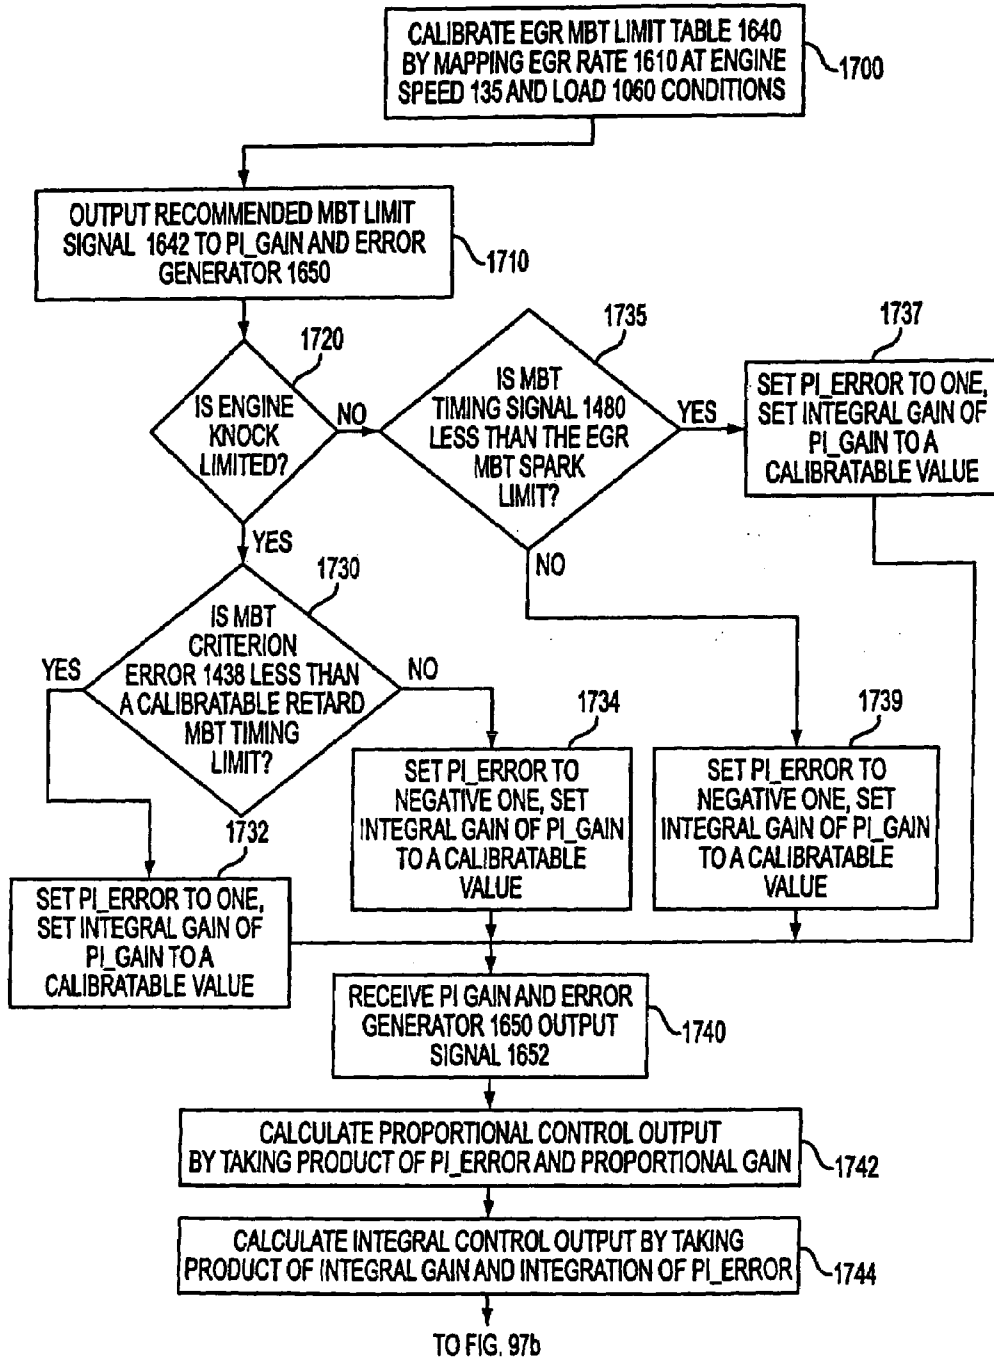 CALIBRATE EGR MBT LIMIT TABLE 1640
BY MAPPING EGR RATE 1610 AT ENGINE
SPEED 135 AND LOAD 1060 CONDITIONS
1700
OUTPUT RECOMMENDED MBT LIMIT
SIGNAL 1642 TO PI_GAIN AND ERROR
GENERATOR 1650
1710
1720
IS ENGINE
KNOCK
LIMITED?
NO
YES
1735
IS MBT
TIMING SIGNAL 1480
LESS THAN THE EGR
MBT SPARK
LIMIT?
YES
NO
1737
SET PI_ERROR TO ONE,
SET INTEGRAL GAIN OF
PI_GAIN TO A
CALIBRATABLE VALUE
1730
IS MBT
CRITERION
ERROR 1438 LESS THAN
A CALIBRATABLE RETARD
MBT TIMING
LIMIT?
YES
NO
1732
SET PI_ERROR TO ONE,
SET INTEGRAL GAIN OF
PI_GAIN TO A
CALIBRATABLE VALUE
1734
SET PI_ERROR TO
NEGATIVE ONE, SET
INTEGRAL GAIN OF PI_GAIN
TO A CALIBRATABLE
VALUE
1739
SET PI_ERROR TO
NEGATIVE ONE, SET
INTEGRAL GAIN OF PI_GAIN
TO A CALIBRATABLE
VALUE
RECEIVE PI GAIN AND ERROR
GENERATOR 1650 OUTPUT
SIGNAL 1652
1740
CALCULATE PROPORTIONAL CONTROL OUTPUT
BY TAKING PRODUCT OF PI_ERROR AND PROPORTIONAL GAIN
1742
CALCULATE INTEGRAL CONTROL OUTPUT BY TAKING
PRODUCT OF INTEGRAL GAIN AND INTEGRATION OF PI_ERROR
1744
TO FIG. 97b